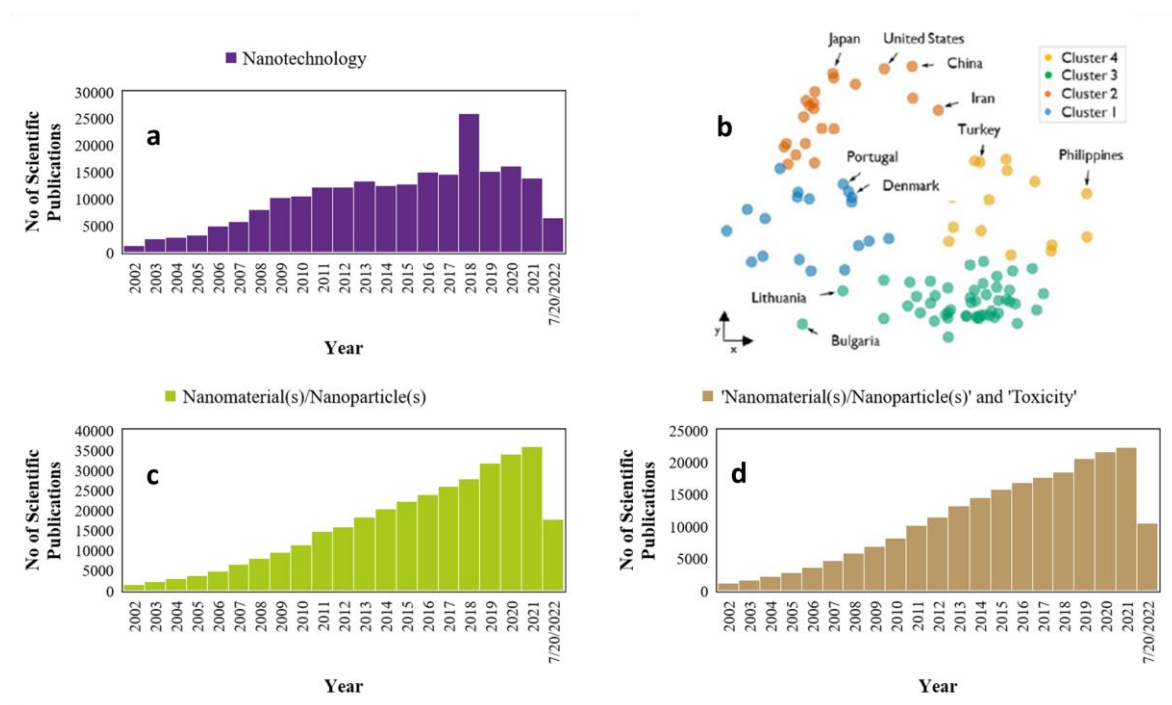 Nanotechnology
a
No of Scientific
Publications
30000
25000
20000
15000
10000
5000
0
2002
2003
2004
2005
2006
2007
2008
2009
2010
2011
2012
2013
2014
2015
2016
2017
2018
2019
2020
2021
7/20/2022
Year
b
Japan
United States
China
Iran
Turkey
Philippines
Portugal
Denmark
Lithuania
Bulgaria
Cluster 4
Cluster 3
Cluster 2
Cluster 1
y
x
Nanomaterial(s)/Nanoparticle(s)
c
No of Scientific
Publications
40000
35000
30000
25000
20000
15000
10000
5000
0
2002
2003
2004
2005
2006
2007
2008
2009
2010
2011
2012
2013
2014
2015
2016
2017
2018
2019
2020
2021
7/20/2022
Year
'Nanomaterial(s)/Nanoparticle(s)' and 'Toxicity'
d
No of Scientific
Publications
25000
20000
15000
10000
5000
0
2002
2003
2004
2005
2006
2007
2008
2009
2010
2011
2012
2013
2014
2015
2016
2017
2018
2019
2020
2021
7/20/2022
Year